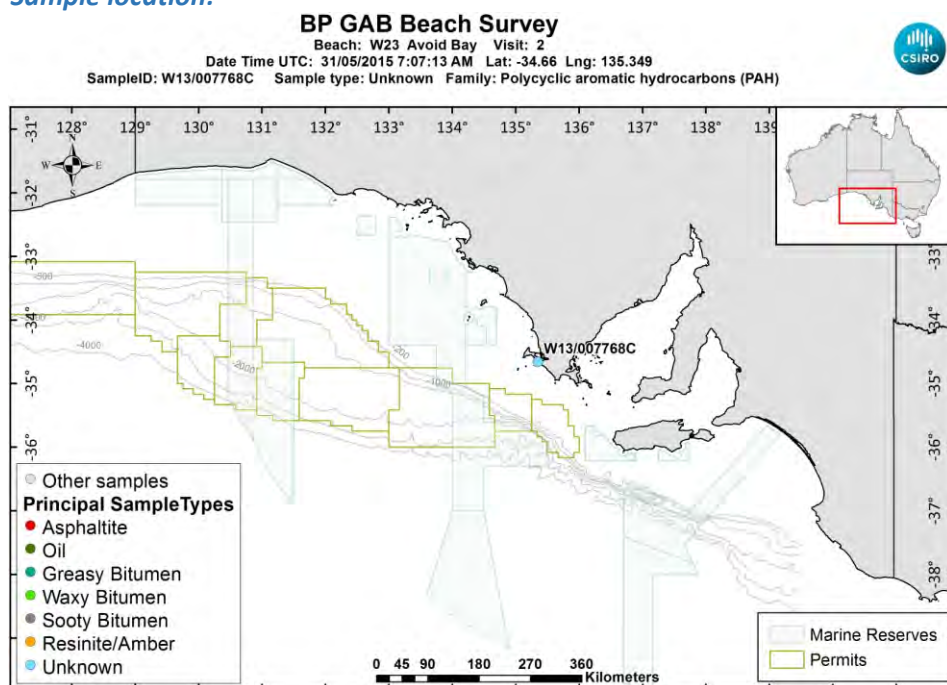 Sample location:
BP GAB Beach Survey
Beach: W23 Avoid Bay Visit: 2
Date Time UTC: 31/05/2015 7:07:13 AM Lat: -34.66 Lng: 135.349
SampleID: W13/007768C Sample type: Unknown Family: Polycyclic aromatic hydrocarbons (PAH)
CSIRO
128° 129° 130° 131° 132° 133° 134° 135° 136° 137° 138° 139
-31° -31°
-32°
-33°
-34° -34°
-35° -35°
-36° -36°
-37°
-38°
N
W E
S
-200
-1000
-2000
-4000
W13/007768C
Other samples
Principal SampleTypes
Asphaltite
Oil
Greasy Bitumen
Waxy Bitumen
Sooty Bitumen
Resinite/Amber
Unknown
0 45 90 180 270 360
Kilometers
Marine Reserves
Permits